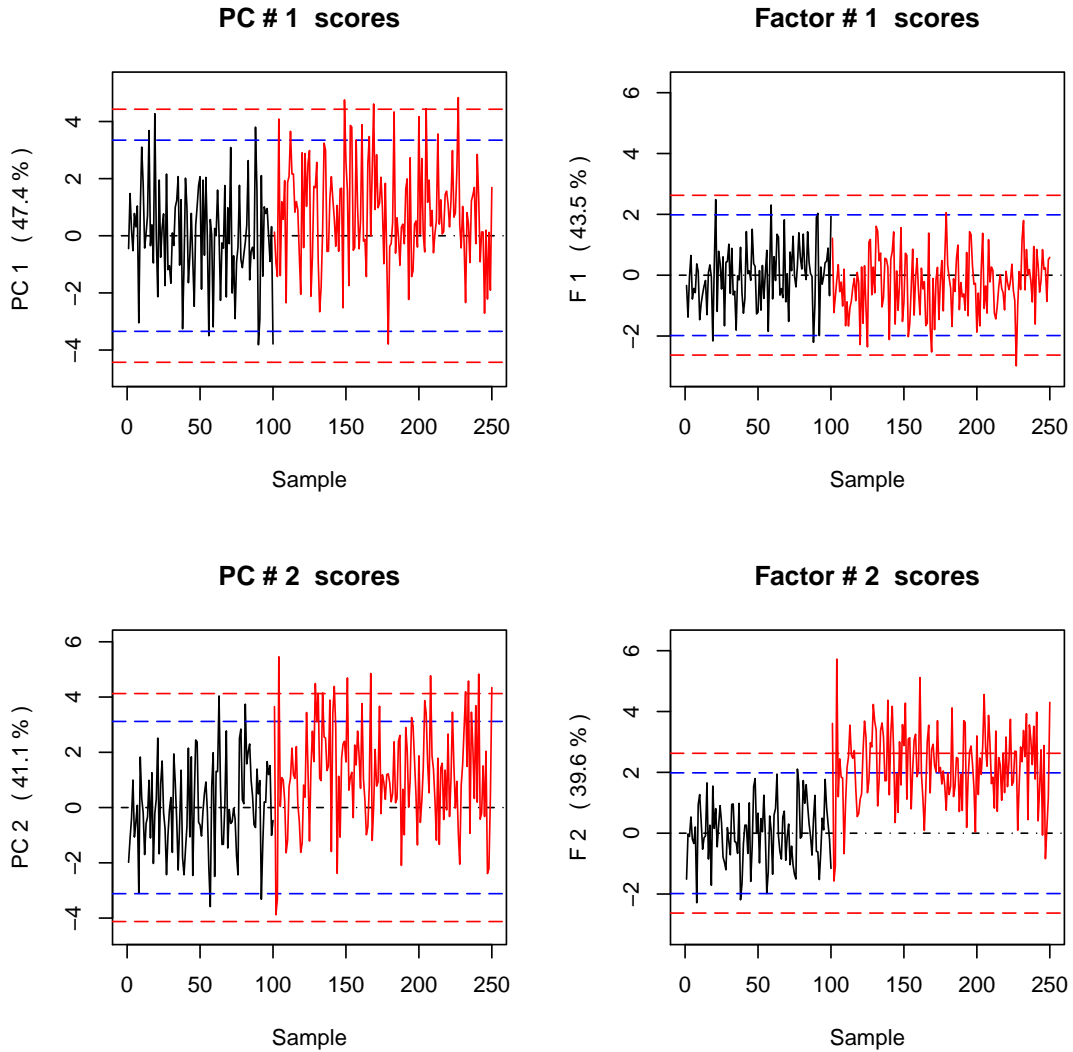 PC # 1 scores
PC 1 ( 47.4 % )
4
2
0
−2
−4
0 50 100 150 200 250
Sample
Factor # 1 scores
F 1 ( 43.5 % )
6
4
2
0
−2
0 50 100 150 200 250
Sample
PC # 2 scores
PC 2 ( 41.1 % )
6
4
2
0
−2
−4
0 50 100 150 200 250
Sample
Factor # 2 scores
F 2 ( 39.6 % )
6
4
2
0
−2
0 50 100 150 200 250
Sample